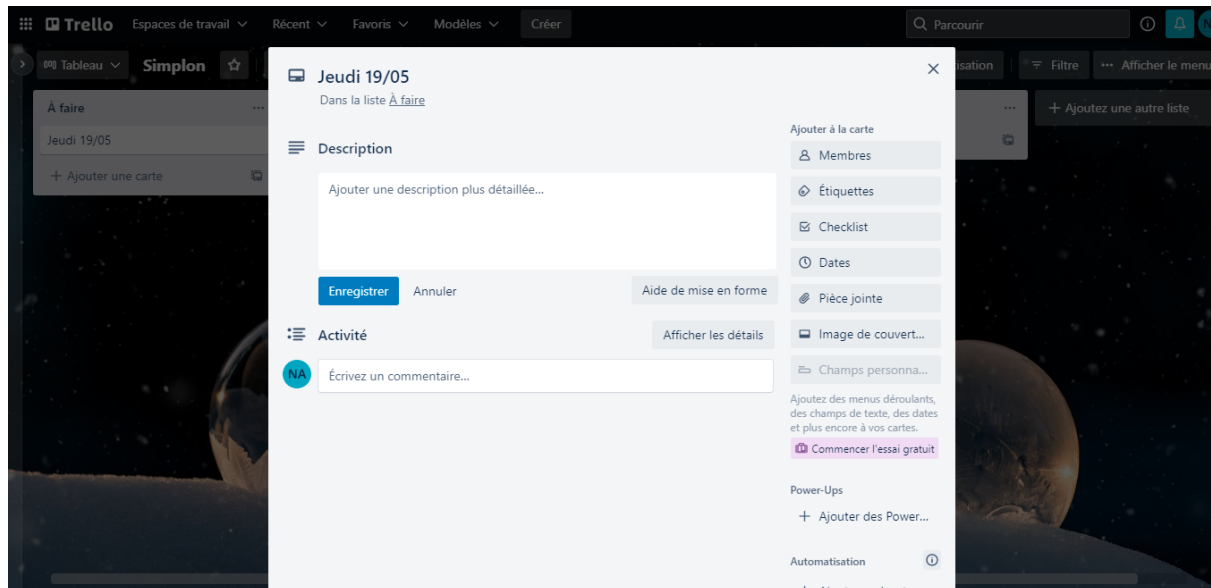 Trello Espaces de travail Récent Favoris Modèles Créer Parcourir
Tableau Simplon isation Filtre ... Afficher le menu
À faire ... ... + Ajoutez une autre liste
Jeudi 19/05
+ Ajouter une carte
Jeudi 19/05
Dans la liste À faire
Description
Ajouter une description plus détaillée...
Enregistrer Annuler Aide de mise en forme
Activité Afficher les détails
NA Écrivez un commentaire...
Ajouter à la carte
Membres
Étiquettes
Checklist
Dates
Pièce jointe
Image de couvert...
Champs personna...
Ajoutez des menus déroulants,
des champs de texte, des dates
et plus encore à vos cartes.
Commencer l'essai gratuit
Power-Ups
+ Ajouter des Power...
Automatisation